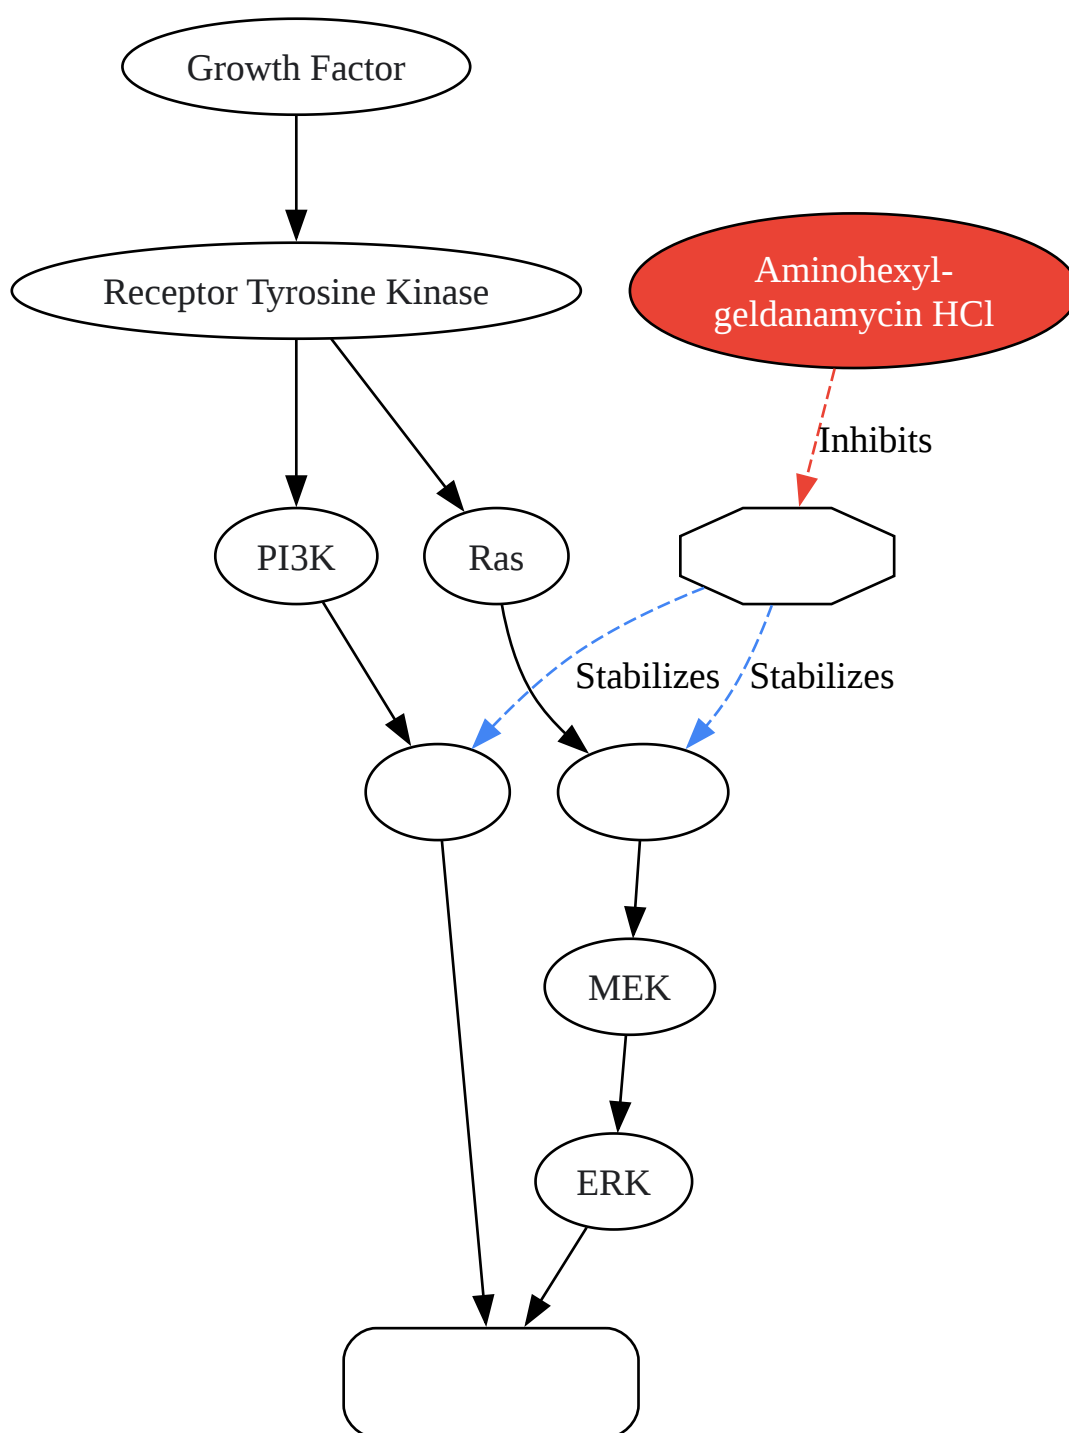 Growth Factor
Receptor Tyrosine Kinase
Aminohexyl-
geldanamycin HCl
Inhibits
PI3K
Ras
Stabilizes
Stabilizes
MEK
ERK